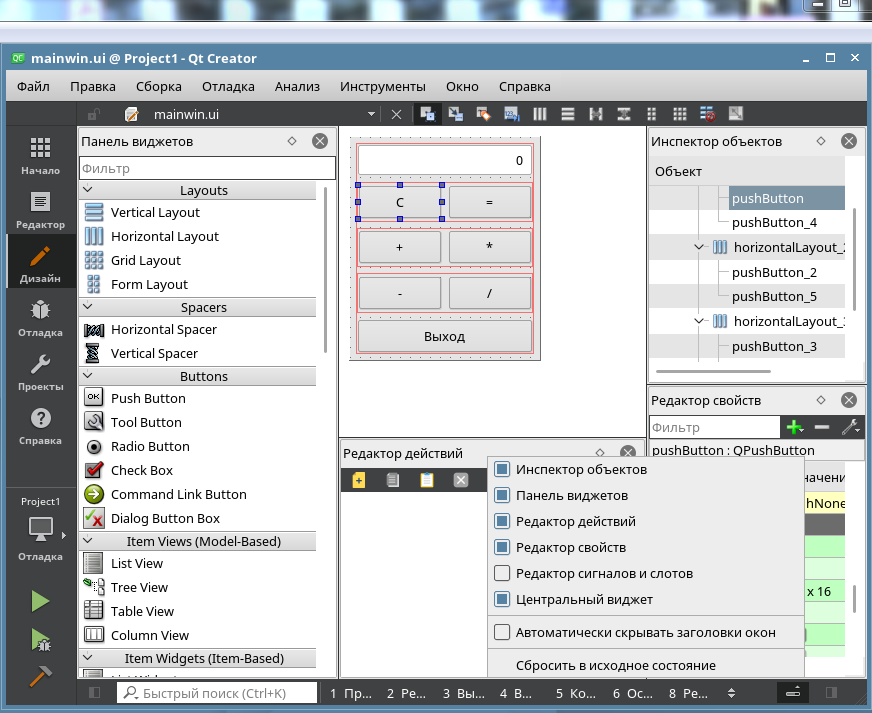 mainwin.ui @ Project1 - Qt Creator
Файл Правка Сборка Отладка Анализ Инструменты Окно Справка
mainwin.ui
Начало
Редактор
Дизайн
Отладка
Проекты
Справка
Project1
Отладка
Панель виджетов
Фильтр
Layouts
Vertical Layout
Horizontal Layout
Grid Layout
Form Layout
Spacers
Horizontal Spacer
Vertical Spacer
Buttons
Push Button
Tool Button
Radio Button
Check Box
Command Link Button
Dialog Button Box
Item Views (Model-Based)
List View
Tree View
Table View
Column View
Item Widgets (Item-Based)
0
C =
+ *
- /
Выход
Редактор действий
Инспектор объектов
Объект
pushButton
pushButton_4
horizontalLayout_2
pushButton_2
pushButton_5
horizontalLayout_
pushButton_3
Редактор свойств
Фильтр
pushButton : QPushButton
начени
hNone
x 16
Инспектор объектов
Панель виджетов
Редактор действий
Редактор свойств
Редактор сигналов и слотов
Центральный виджет
Автоматически скрывать заголовки окон
Сбросить в исходное состояние
Быстрый поиск (Ctrl+K)
1 Пр... 2 Ре... 3 Вы... 4 В... 5 Ко... 6 Ос... 8 Ре...